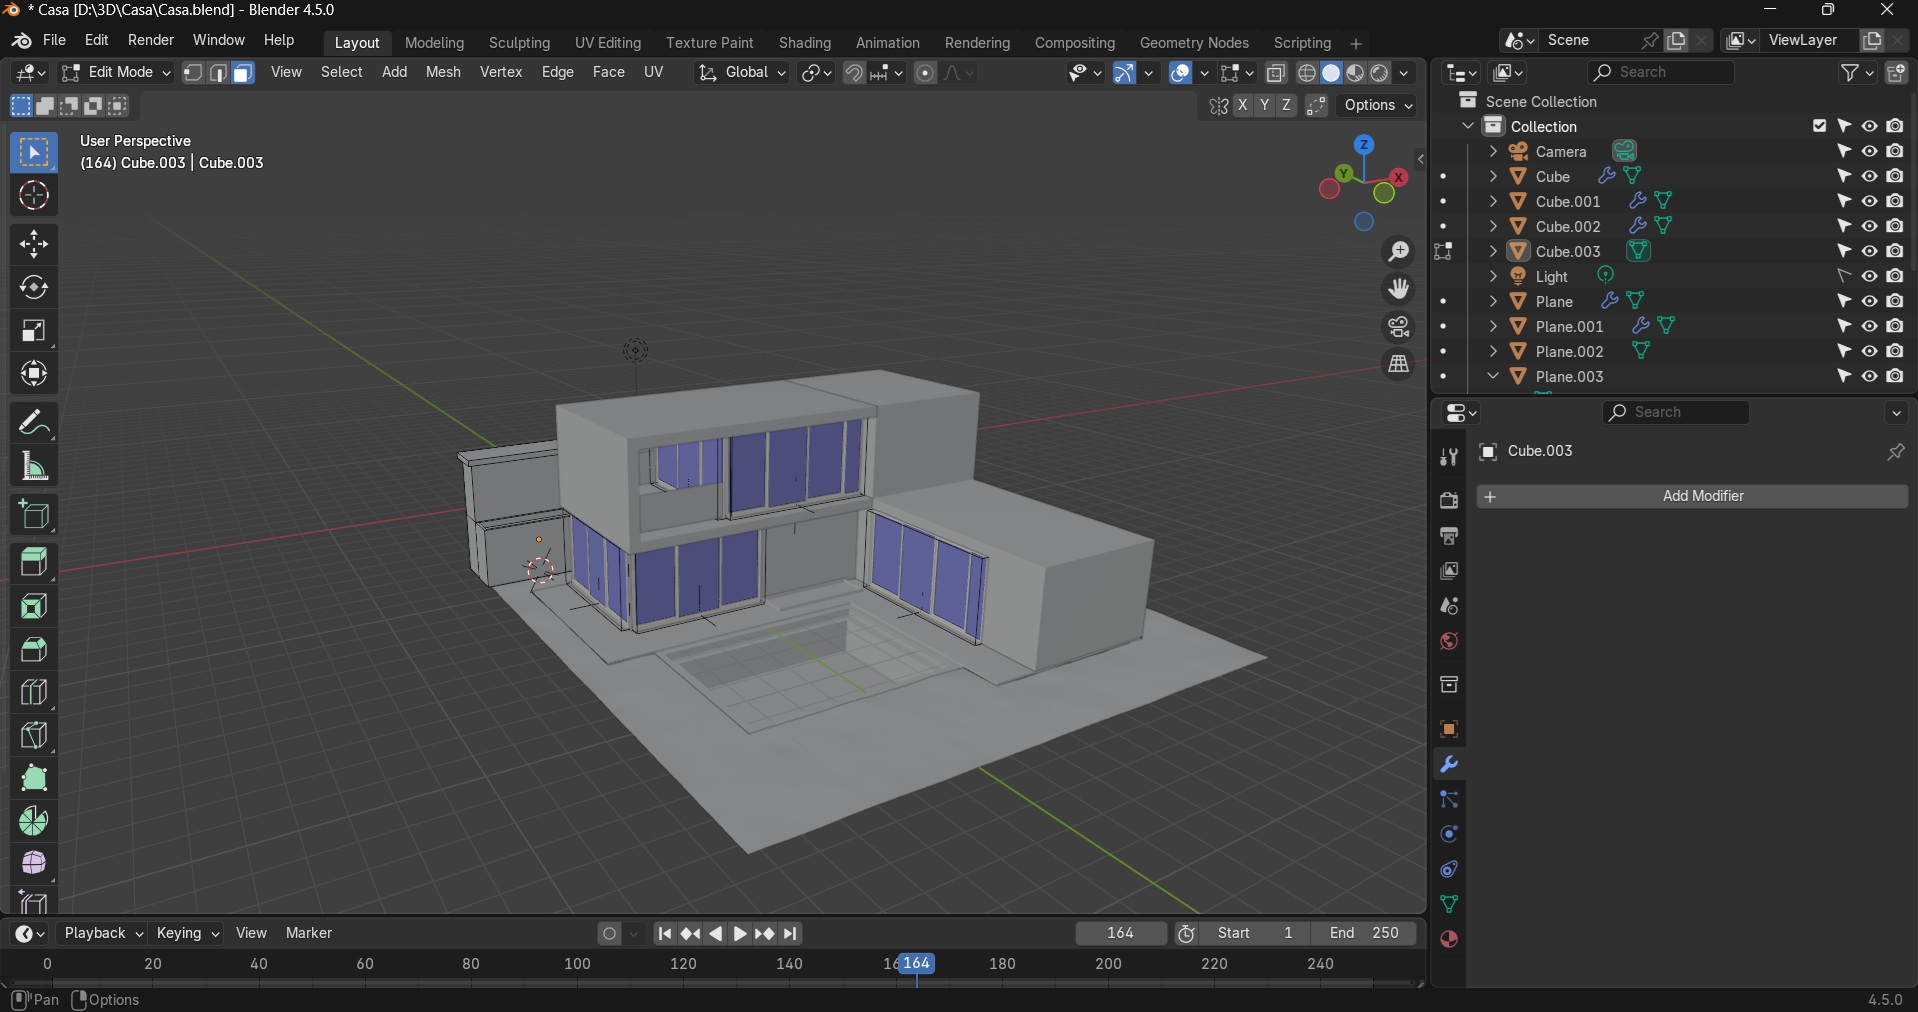 * Casa [D:\3D\Casa\Casa.blend] - Blender 4.5.0
File Edit Render Window Help Layout Modeling Sculpting UV Editing Texture Paint Shading Animation Rendering Compositing Geometry Nodes Scripting + Scene ViewLayer
Edit Mode View Select Add Mesh Vertex Edge Face UV Global Search
X Y Z Options
User Perspective
(164) Cube.003 | Cube.003
Z
Y
X
Scene Collection
Collection
Camera
Cube
Cube.001
Cube.002
Cube.003
Light
Plane
Plane.001
Plane.002
Plane.003
Search
Cube.003
+ Add Modifier
Playback Keying View Marker 164 Start 1 End 250
0 20 40 60 80 100 120 140 16 164 180 200 220 240
Pan Options 4.5.0